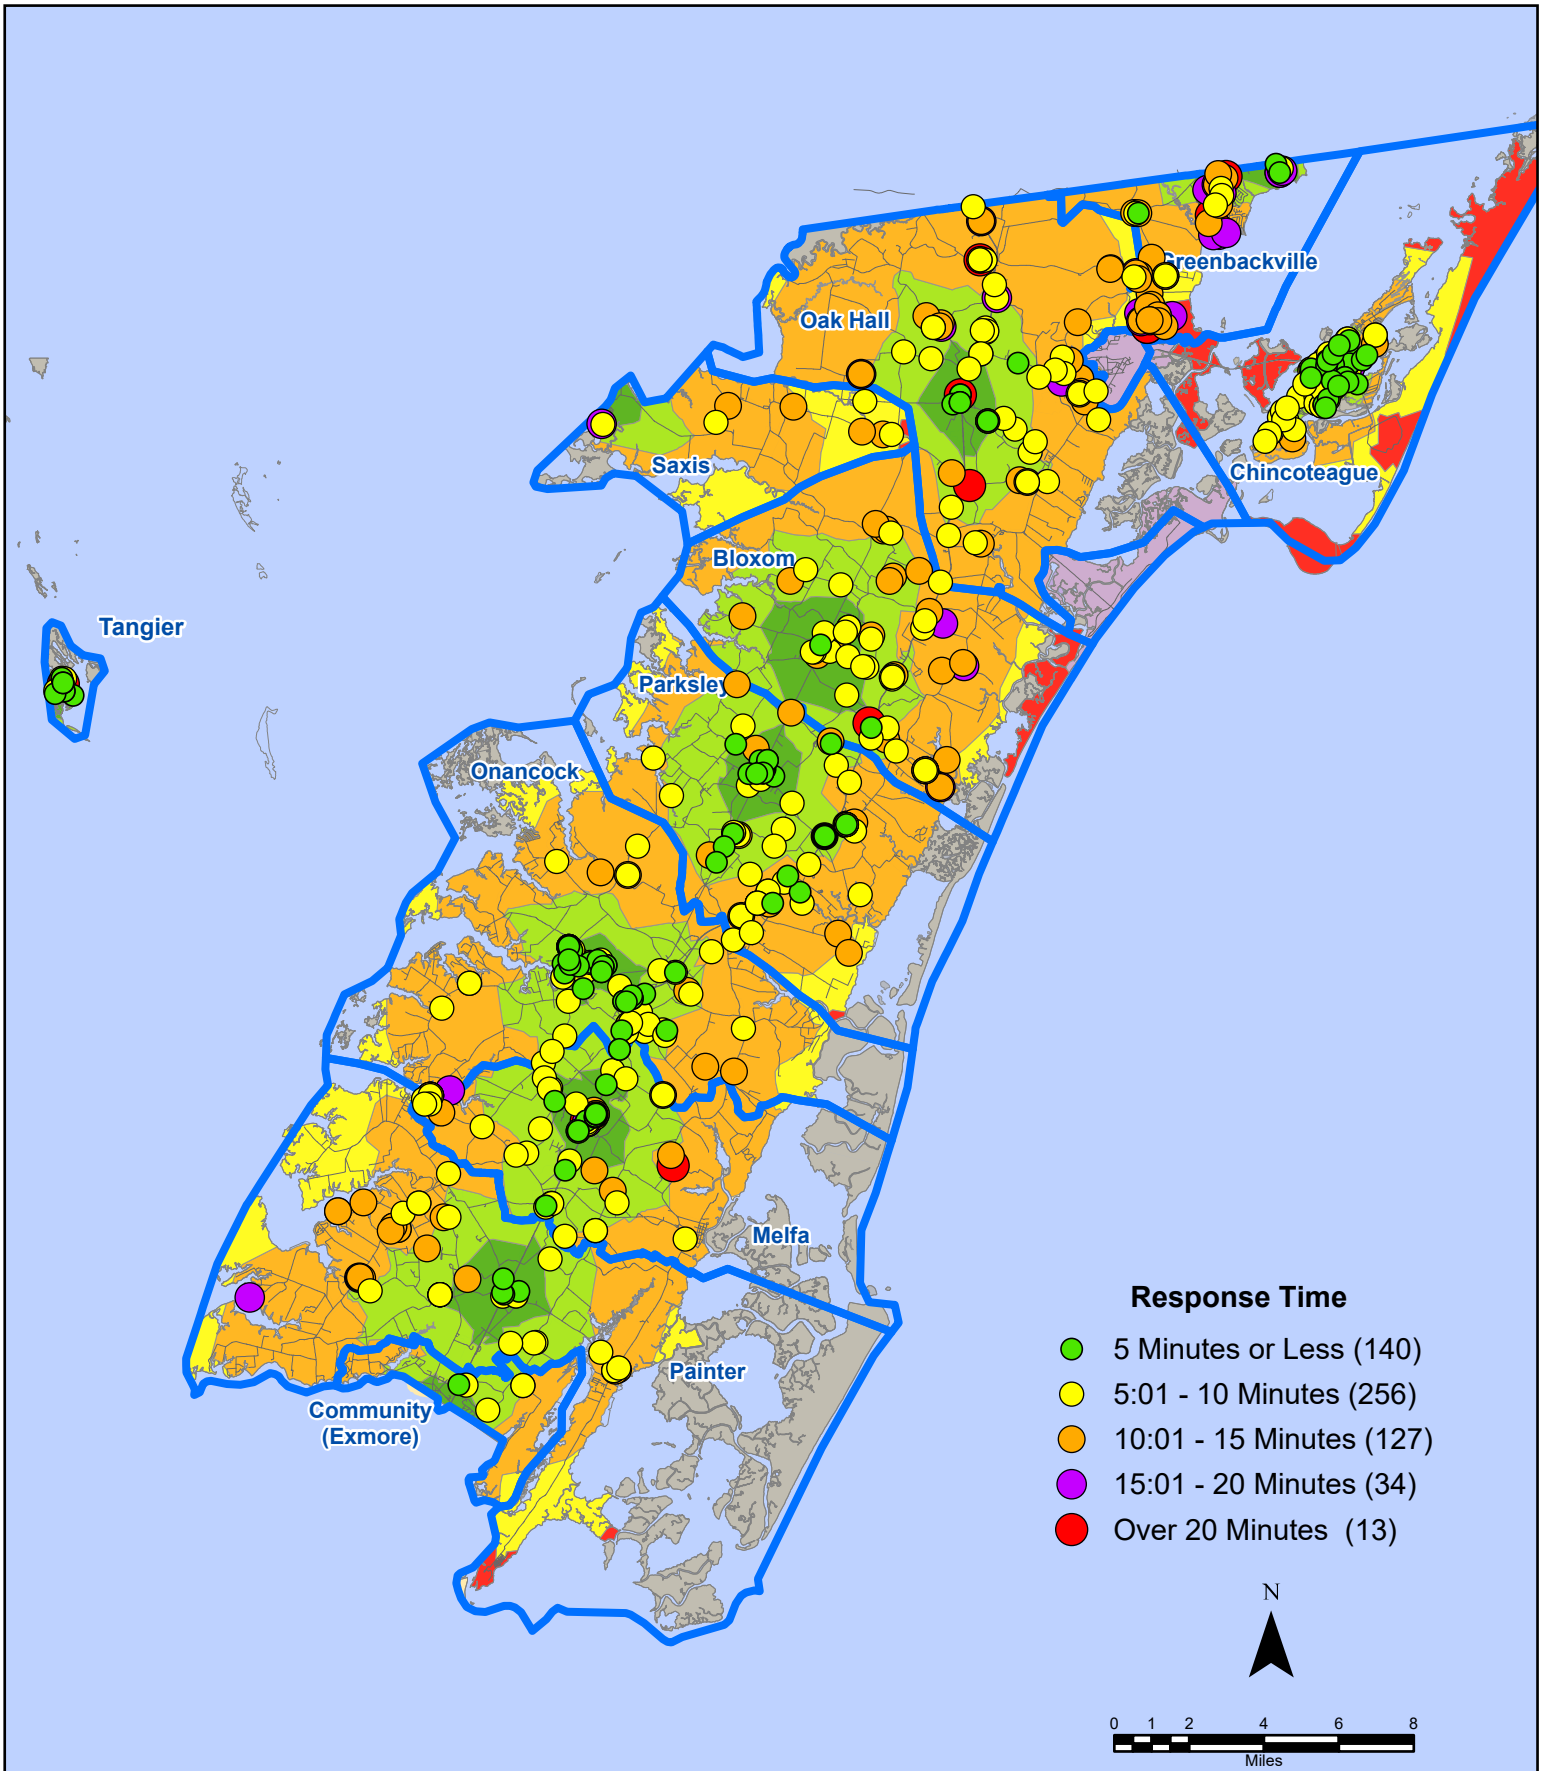 Greenbackville
Oak Hall
Saxis
Chincoteague
Bloxom
Tangier
Parksley
Onancock
Melfa
Painter
Community
(Exmore)
Response Time
5 Minutes or Less (140)
5:01 - 10 Minutes (256)
10:01 - 15 Minutes (127)
15:01 - 20 Minutes (34)
Over 20 Minutes (13)
N
0 1 2 4 6 8
Miles